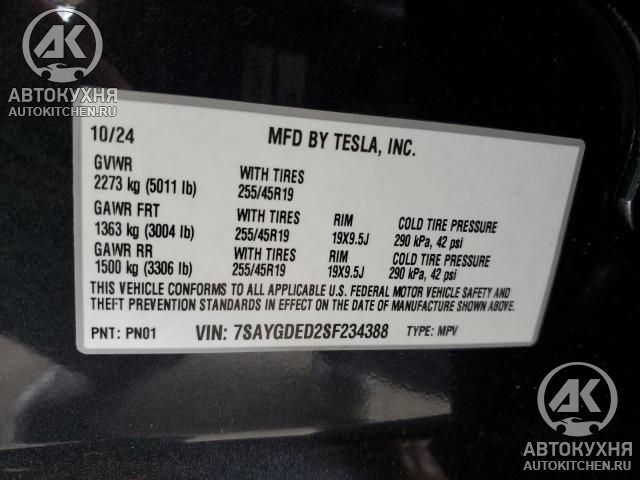 АК
АВТОКУХНЯ
AUTOKITCHEN.RU
10/24 MFD BY TESLA, INC.
GVWR WITH TIRES
2273 kg (5011 lb) 255/45R19
GAWR FRT WITH TIRES RIM COLD TIRE PRESSURE
1363 kg (3004 lb) 255/45R19 19X9.5J 290 kPa, 42 psi
GAWR RR WITH TIRES RIM COLD TIRE PRESSURE
1500 kg (3306 lb) 255/45R19 19X9.5J 290 kPa, 42 psi
THIS VEHICLE CONFORMS TO ALL APPLICABLE U.S. FEDERAL MOTOR VEHICLE SAFETY AND
THEFT PREVENTION STANDARDS IN EFFECT ON THE DATE OF MANUFACTURE SHOWN ABOVE.
PNT: PN01 VIN: 7SAYGDED2SF234388 TYPE: MPV
АК
АВТОКУХНЯ
AUTOKITCHEN.RU